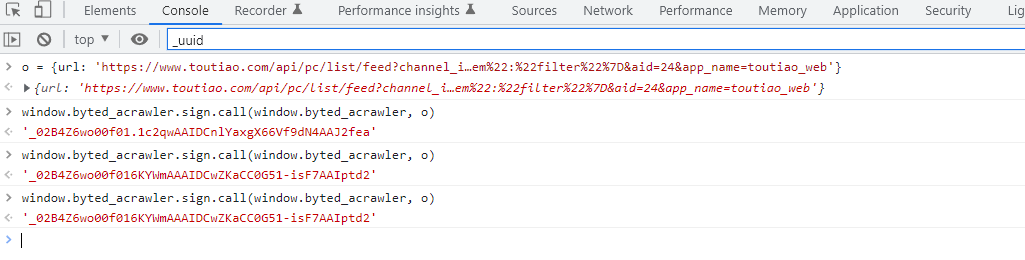 Elements Console Recorder Performance insights Sources Network Performance Memory Application Security Lig
top ▼ _uuid
> o = {url: 'https://www.toutiao.com/api/pc/list/feed?channel_i…em%22:%22filter%22%7D&aid=24&app_name=toutiao_web'}
<· ▶{url: 'https://www.toutiao.com/api/pc/list/feed?channel_i…em%22:%22filter%22%7D&aid=24&app_name=toutiao_web'}
> window.byted_acrawler.sign.call(window.byted_acrawler, o)
<· '_02B4Z6wo00f01.1c2qwAAIDCnlYaxgX66Vf9dN4AAJ2fea'
> window.byted_acrawler.sign.call(window.byted_acrawler, o)
<· '_02B4Z6wo00f016KYWmAAAIDCwZKaCC0G51-isF7AAIptd2'
> window.byted_acrawler.sign.call(window.byted_acrawler, o)
<· '_02B4Z6wo00f016KYWmAAAIDCwZKaCC0G51-isF7AAIptd2'
>